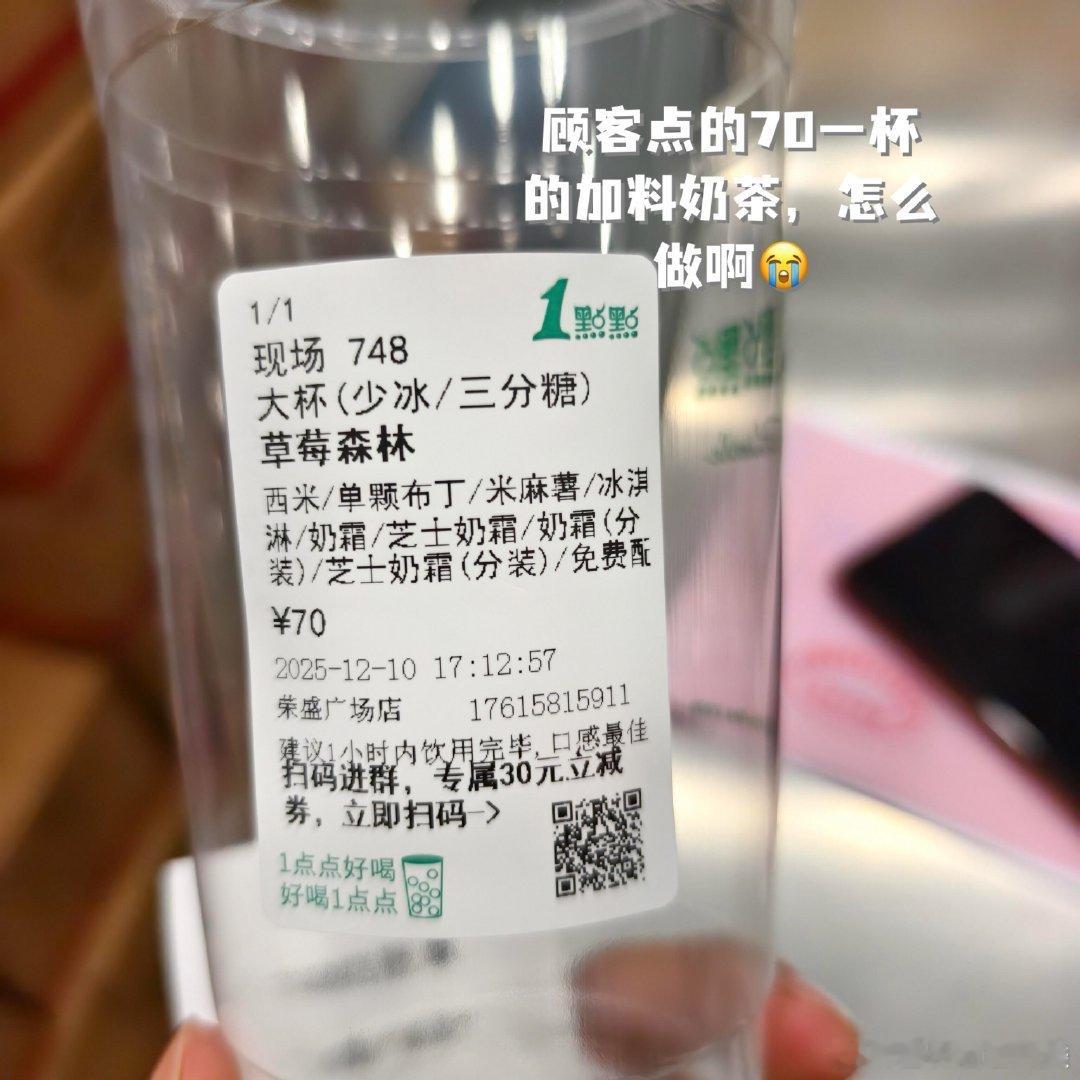 顾客点的70一杯
的加料奶茶，怎么
做啊😭
1點點
1/1
现场 748
大杯(少冰/三分糖)
草莓森林
西米/单颗布丁/米麻薯/冰淇
淋/奶霜/芝士奶霜/奶霜(分
装)/芝士奶霜(分装)/免费配
¥70
2025-12-10 17:12:57
荣盛广场店 17615815911
建议1小时内饮用完毕,口感最佳
扫码进群，专属30元立减
券，立即扫码->
1点点好喝
好喝1点点